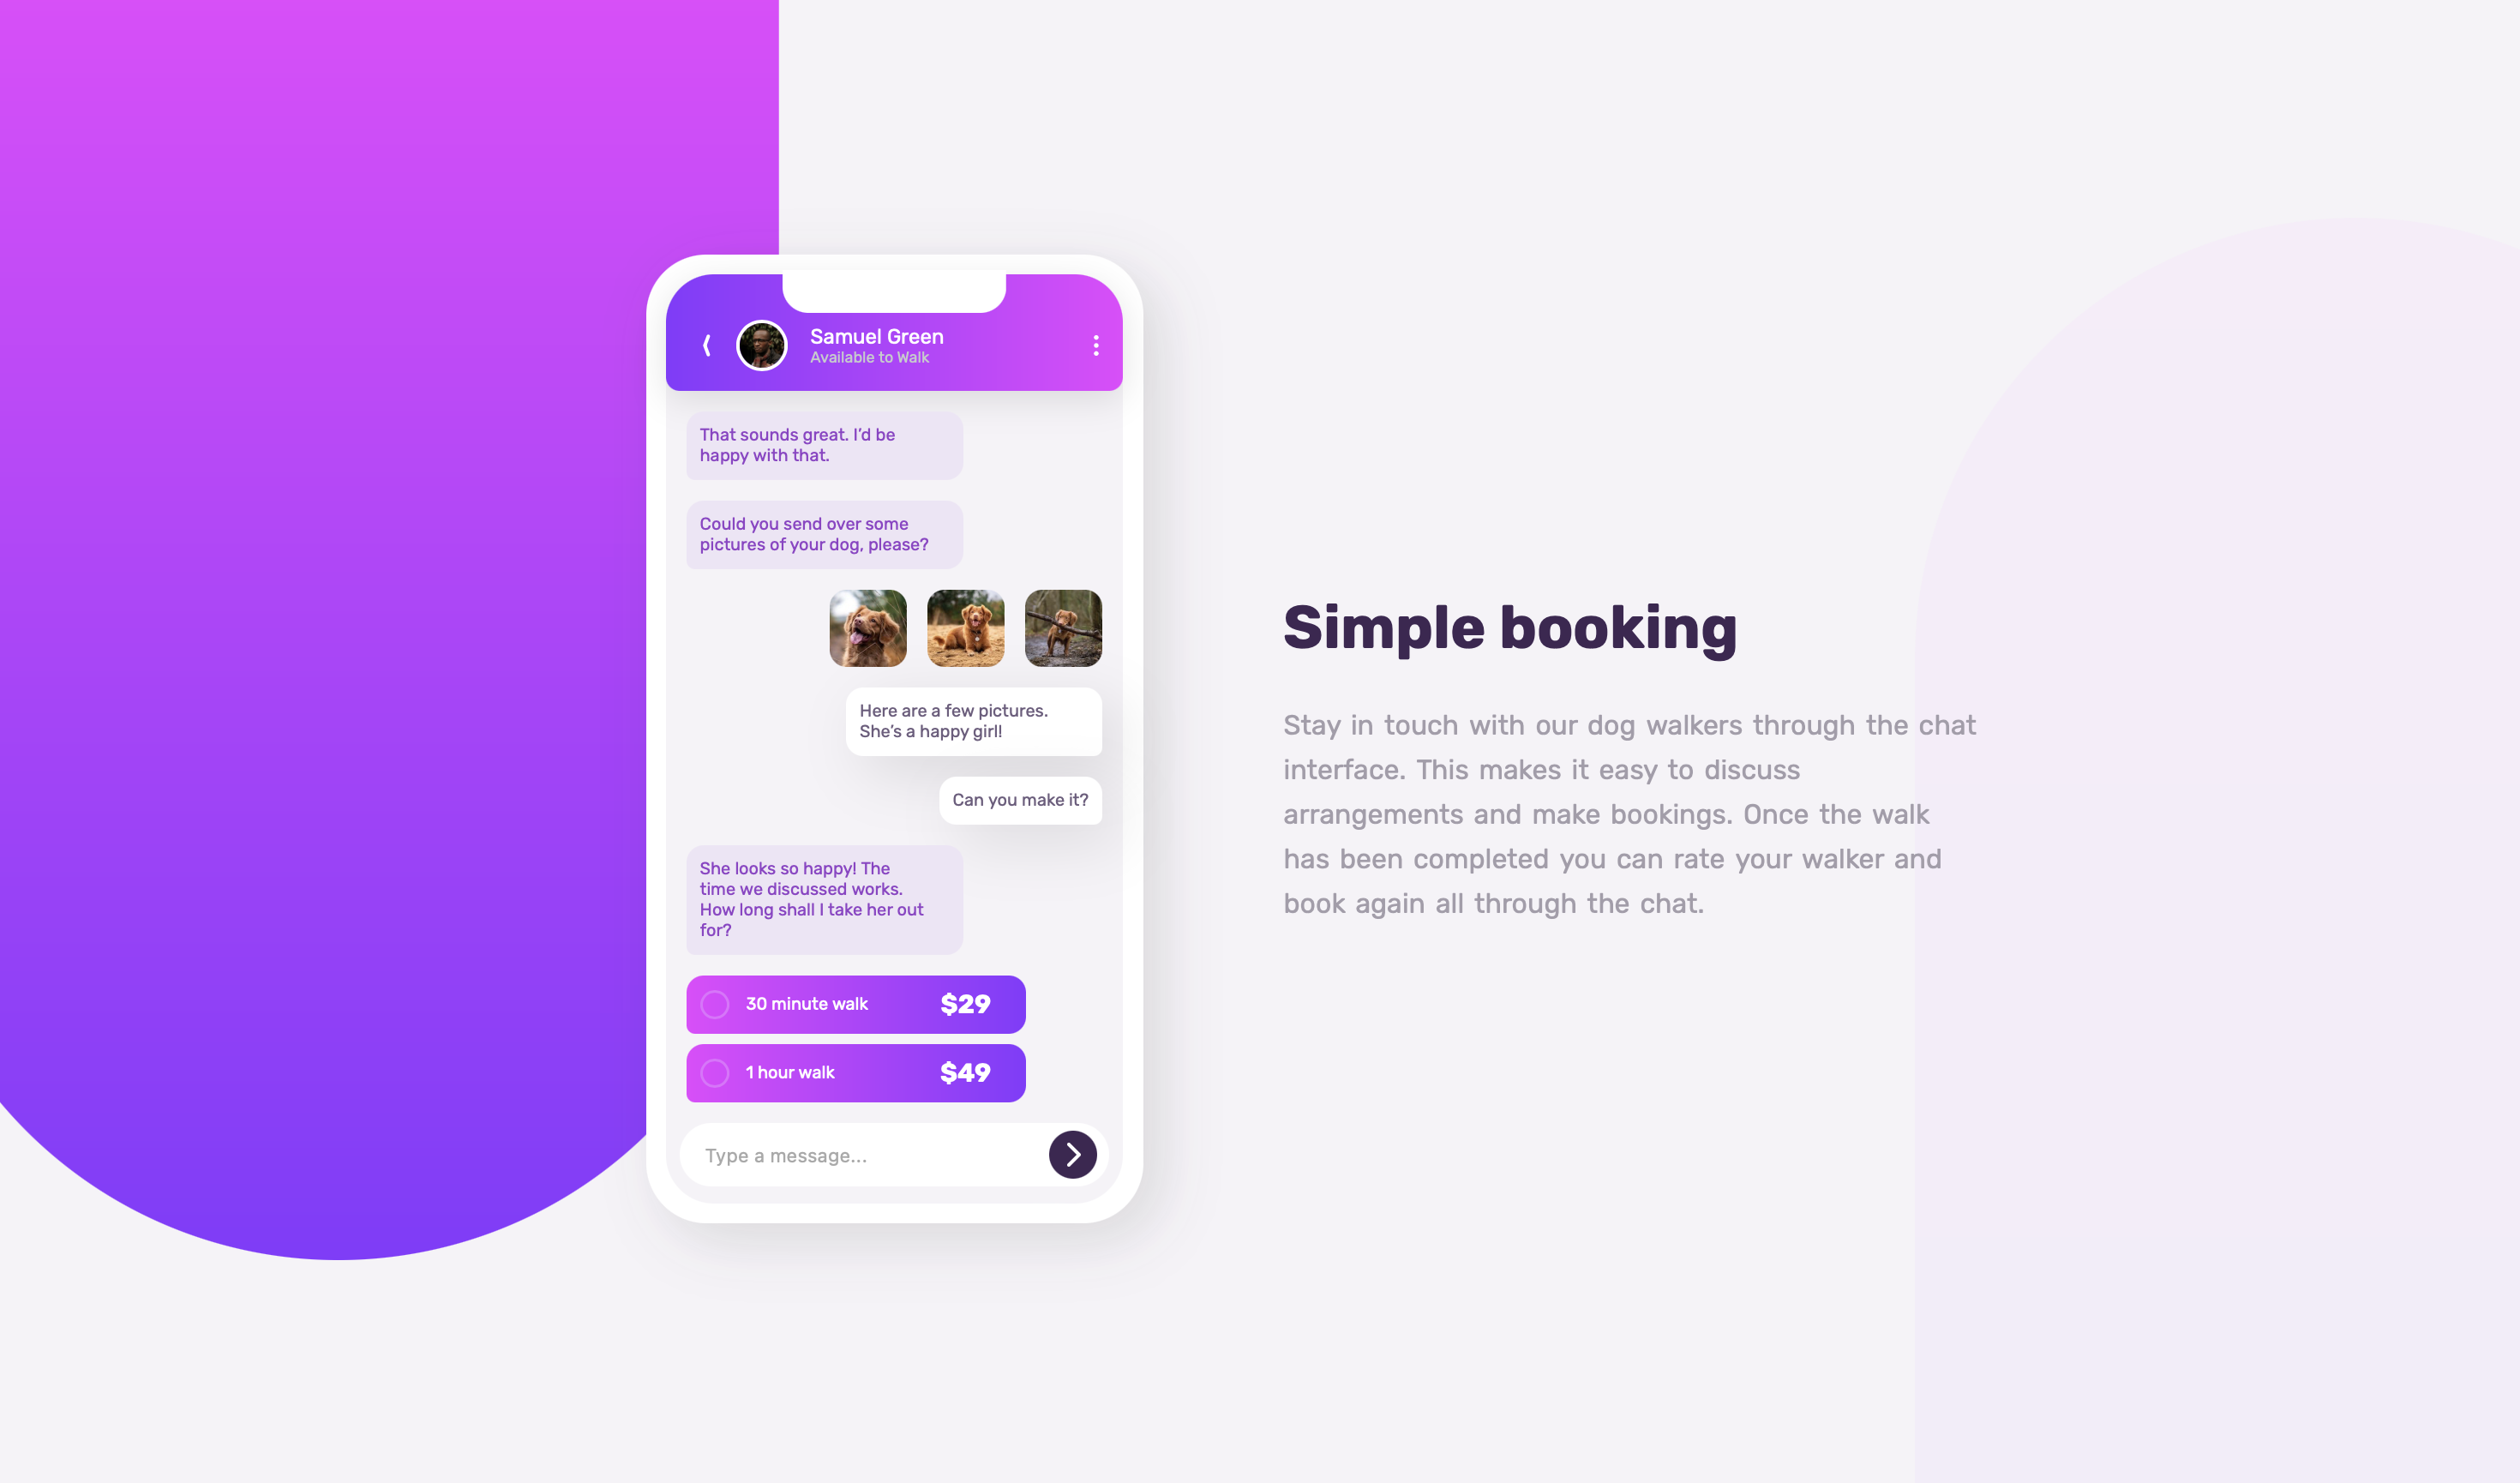 Samuel Green
Available to Walk
That sounds great. I’d be
happy with that.
Could you send over some
pictures of your dog, please?
Here are a few pictures.
She’s a happy girl!
Can you make it?
She looks so happy! The
time we discussed works.
How long shall I take her out
for?
30 minute walk $29
1 hour walk $49
Type a message...
Simple booking
Stay in touch with our dog walkers through the chat
interface. This makes it easy to discuss
arrangements and make bookings. Once the walk
has been completed you can rate your walker and
book again all through the chat.